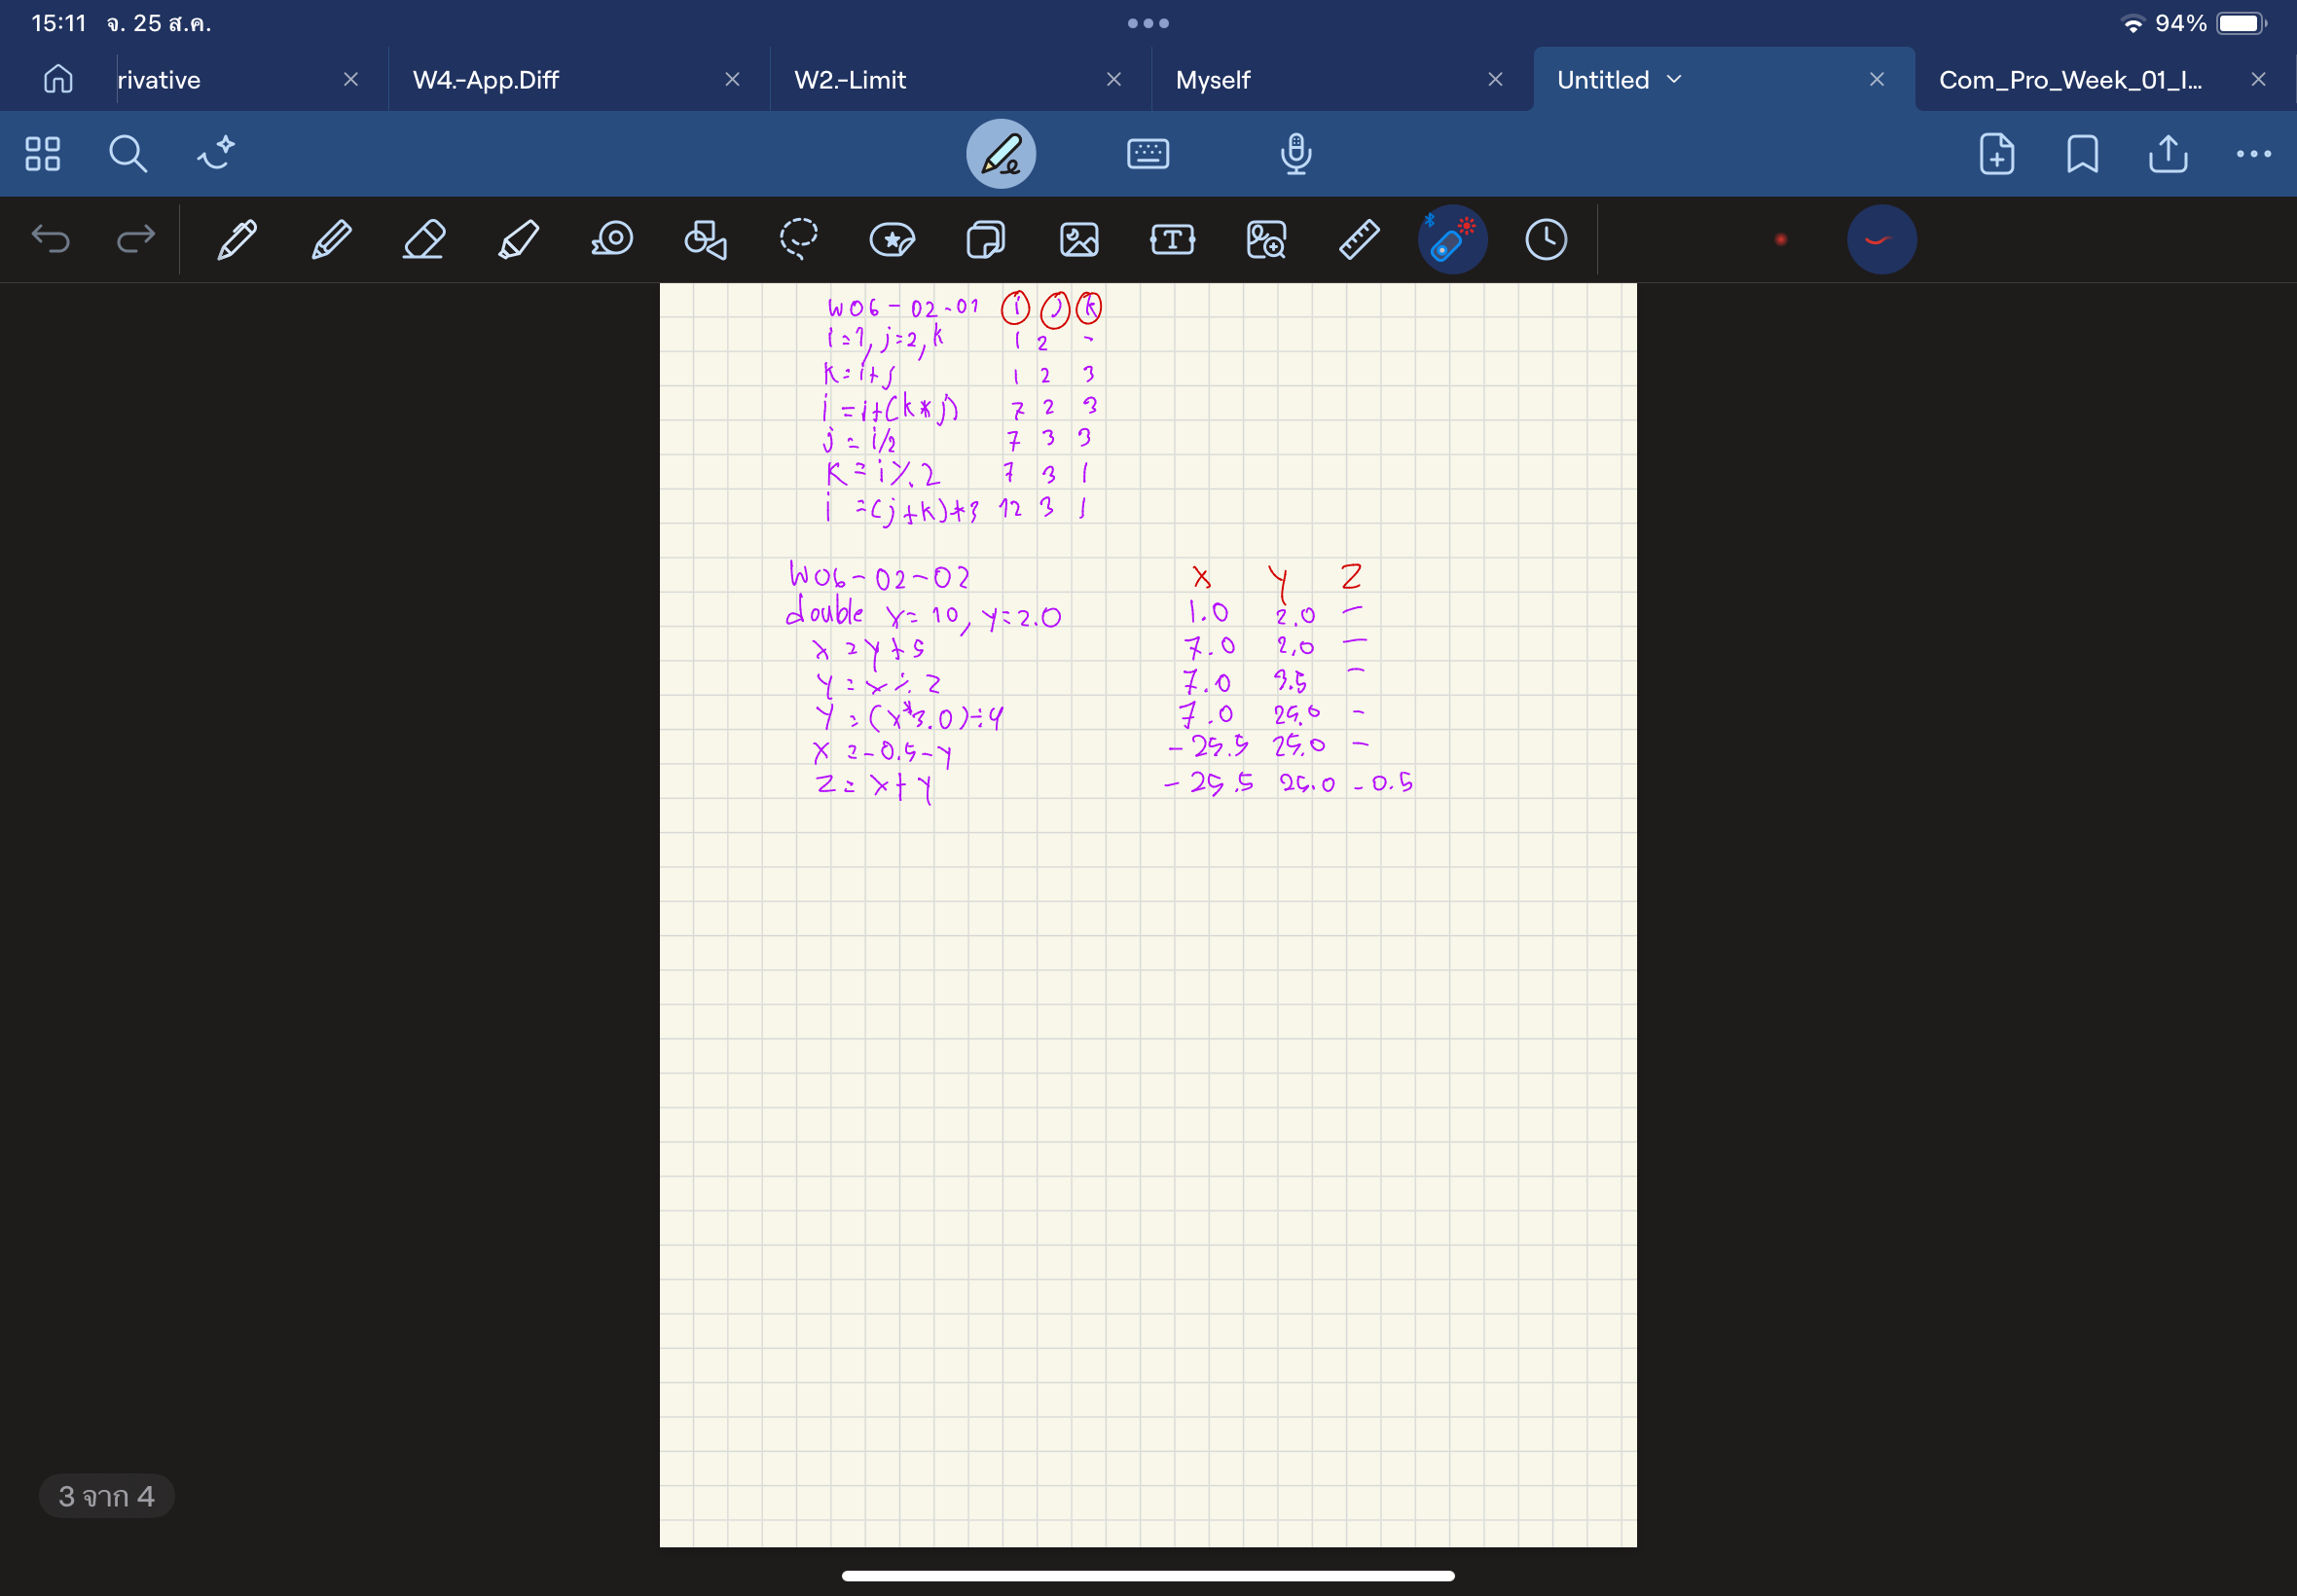 15:11 จ. 25 ส.ค. 94%
rivative W4.-App.Diff W2.-Limit Myself Untitled Com_Pro_Week_01_I...
W06-02-01 i j k
i=1, j=2, k 1 2 -
k=i+j 1 2 3
i=i+(k*j) 7 2 3
j=i/2 7 3 3
K=i%2 7 3 1
i=(j+k)*3 12 3 1
W06-02-02 X Y Z
double x=10, y=2.0 1.0 2.0 -
x=y+5 7.0 2.0 -
y=x%2 7.0 3.5 -
Y=(x*3.0)÷4 7.0 25.0 -
X=-0.5-y -25.5 25.0 -
Z=x+y -25.5 25.0 -0.5
3 จาก 4